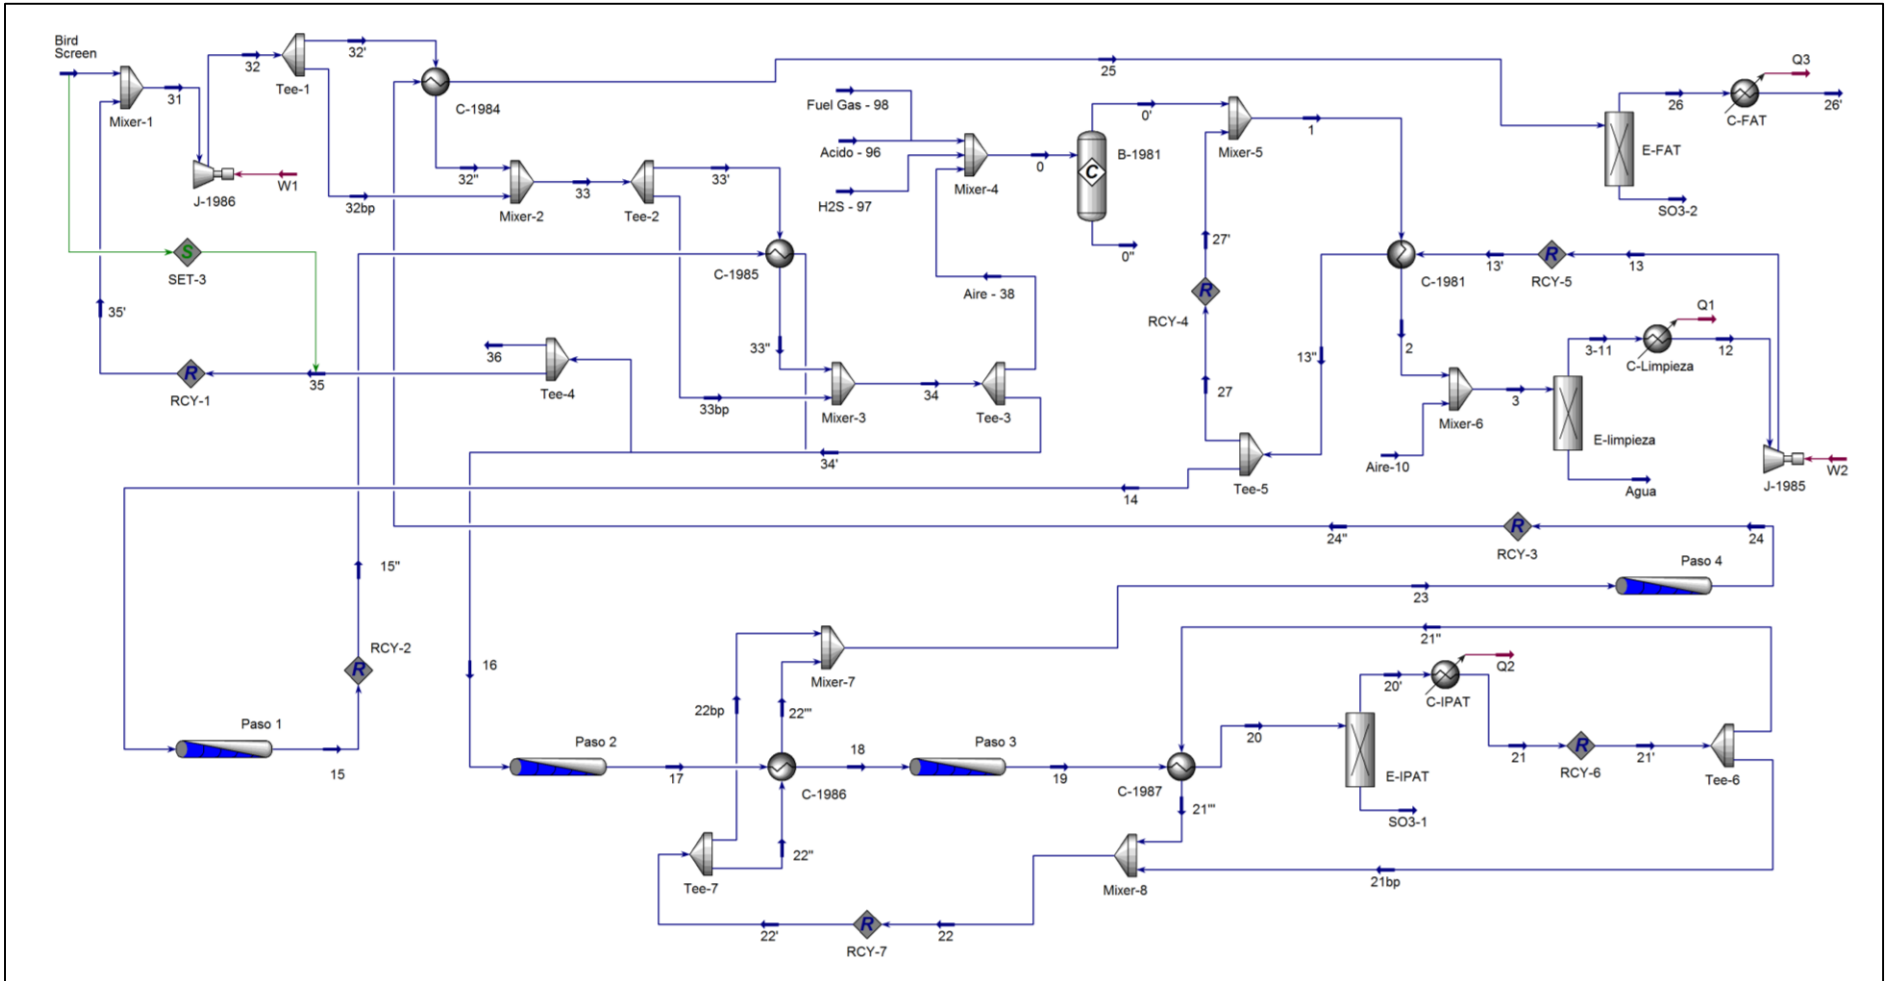 Bird
Screen
32
32'
25
Q3
Tee-1
31
C-1984
Fuel Gas - 98
0'
26
26'
Mixer-1
1
C-FAT
Acido - 96
Mixer-5
B-1981
E-FAT
32"
33'
0
C
J-1986
W1
33
H2S - 97
Mixer-4
32bp
Mixer-2
Tee-2
SO3-2
S
27'
0"
SET-3
C-1985
13'
R
13
C-1981
RCY-5
Aire - 38
R
Q1
35'
RCY-4
33"
36
13"
2
3-11
12
C-Limpieza
R
35
34
27
3
RCY-1
Tee-4
33bp
Mixer-3
Tee-3
Mixer-6
E-limpieza
34'
Aire-10
W2
14
Tee-5
Agua
J-1985
24"
R
24
RCY-3
15"
Paso 4
23
21"
RCY-2
R
16
Mixer-7
Q2
20'
22bp
22'''
C-IPAT
Paso 1
Paso 2
18
Paso 3
20
15
17
19
21
R
21'
C-1986
C-1987
E-IPAT
RCY-6
Tee-6
21'''
SO3-1
22"
Tee-7
Mixer-8
21bp
22'
R
22
RCY-7